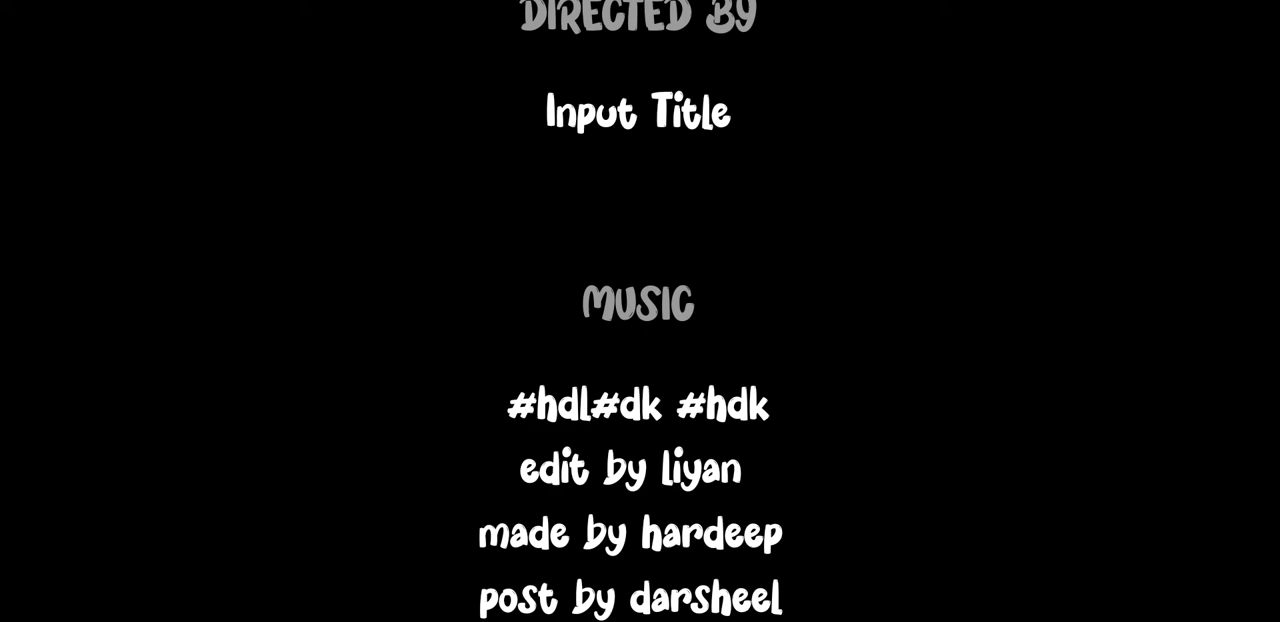 DIRECTED BY
Input Title
MUSIC
#hdl#dk #hdk
edit by liyan
made by hardeep
post by darsheel